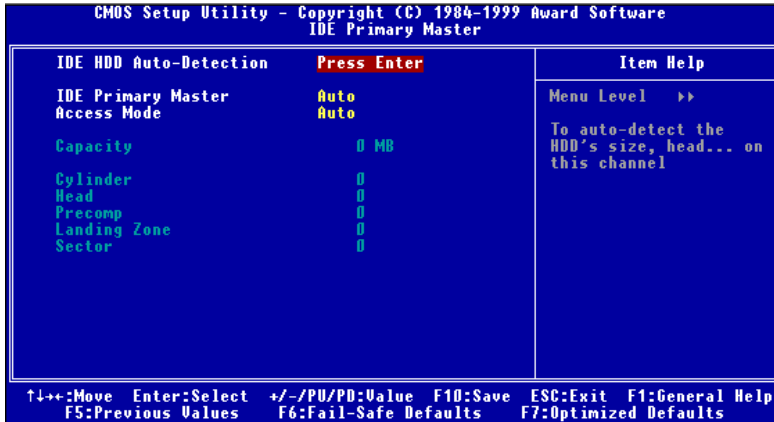 CMOS Setup Utility - Copyright (C) 1984-1999 Award Software
IDE Primary Master
IDE HDD Auto-Detection Press Enter
IDE Primary Master Auto
Access Mode Auto
Capacity 0 MB
Cylinder 0
Head 0
Precomp 0
Landing Zone 0
Sector 0
Item Help
Menu Level ▸▸
To auto-detect the
HDD's size, head... on
this channel
↑↓→←:Move Enter:Select +/-/PU/PD:Value F10:Save ESC:Exit F1:General Help
F5:Previous Values F6:Fail-Safe Defaults F7:Optimized Defaults